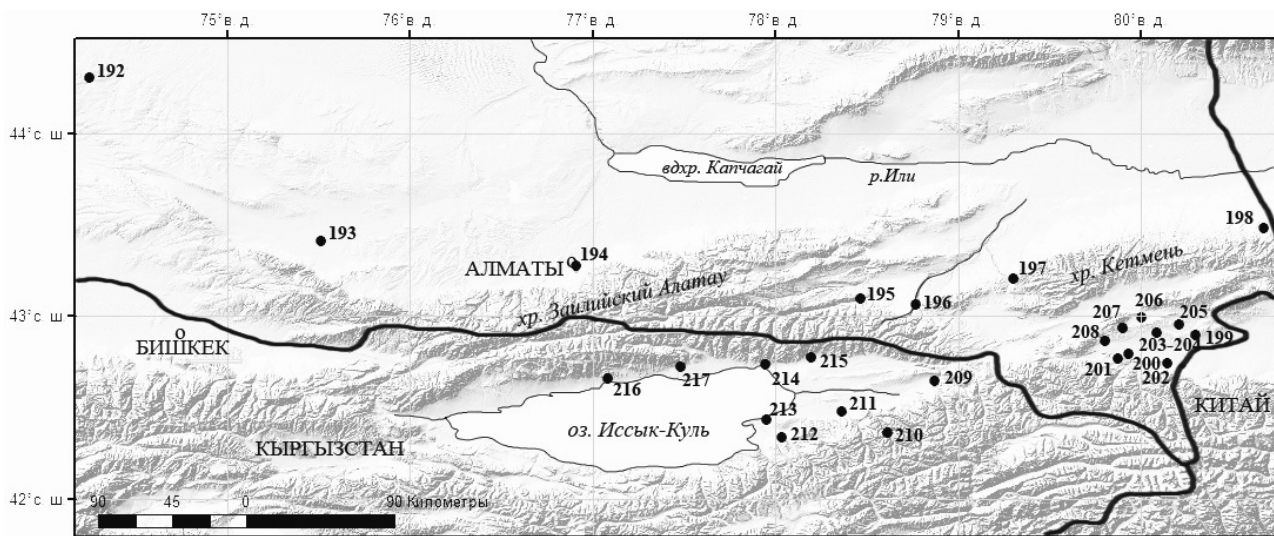 75°в. д. 76°в. д. 77°в. д. 78°в. д. 79°в. д. 80°в. д.
192
44°с. ш
вдхр. Капчагай
р.Или
193
198
АЛМАТЫ
194
хр. Заилийский Алатау
195
196
197
хр. Кетмень
43°с. ш
206
207
205
208
203-204
199
БИШКЕК
201
200
202
215
214
209
217
216
КИТАЙ
213
211
оз. Иссык-Куль
212
210
КЫРГЫЗСТАН
42°с. ш
90 45 0 90 Километры